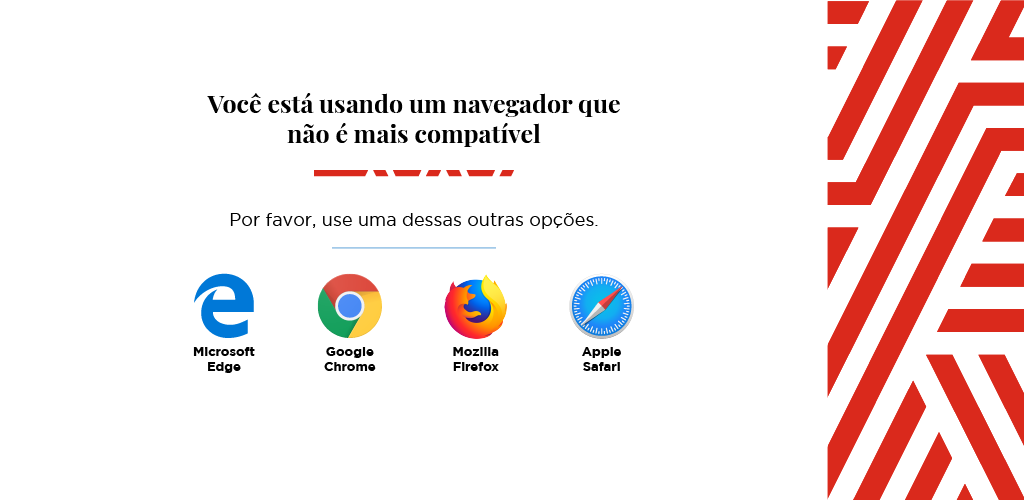 Você está usando um navegador que
não é mais compatível
Por favor, use uma dessas outras opções.
Microsoft
Edge
Google
Chrome
Mozilla
Firefox
Apple
Safari